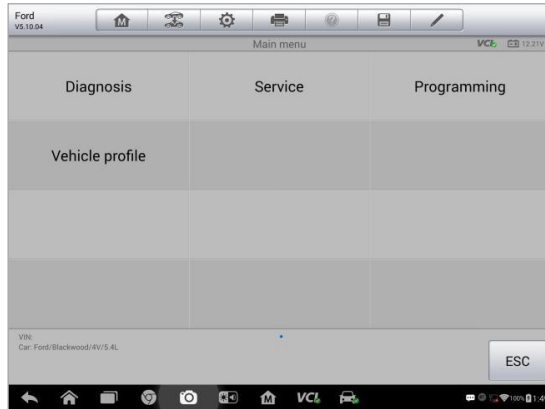 Ford
V5.10.04
M
?
Main menu
VCI
12.21V
Diagnosis
Service
Programming
Vehicle profile
VIN:
Car: Ford/Blackwood/4V/5.4L
ESC
M
VCI
100%